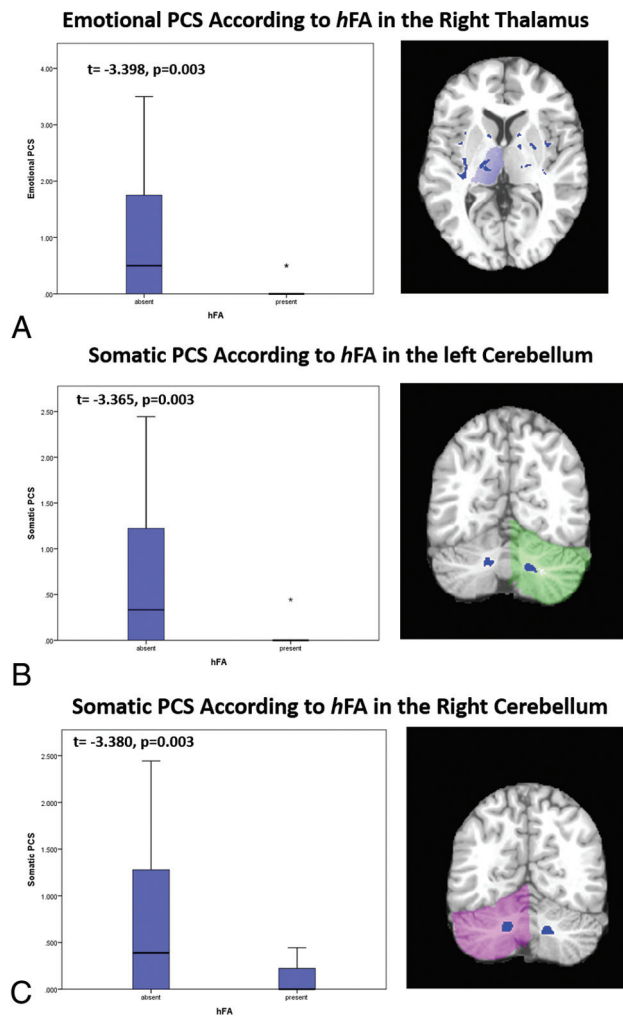 Emotional PCS According to hFA in the Right Thalamus
t= -3.398, p=0.003
4.00
3.00
2.00
1.00
.00
Emotional PCS
absent
present
*
hFA
A
Somatic PCS According to hFA in the left Cerebellum
t= -3.365, p=0.003
2.50
2.00
1.50
1.00
.50
.00
Somatic PCS
absent
present
*
hFA
B
Somatic PCS According to hFA in the Right Cerebellum
t= -3.380, p=0.003
2.500
2.000
1.500
1.000
.500
.000
Somatic PCS
absent
present
hFA
C